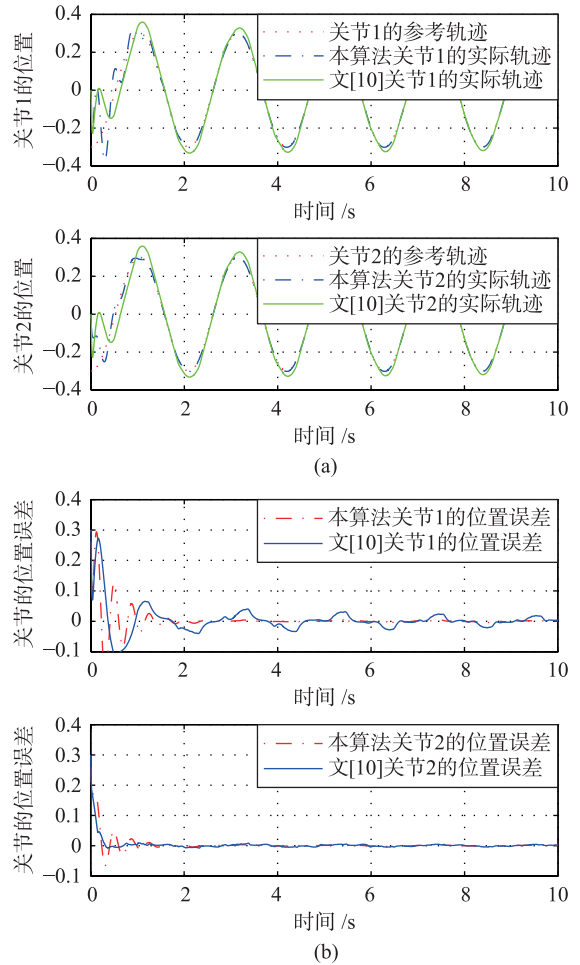 0.4
0.2
0
−0.2
−0.4
关节1的位置
关节1的参考轨迹
本算法关节1的实际轨迹
文[10]关节1的实际轨迹
0 2 4 6 8 10
时间 /s
0.4
0.2
0
−0.2
−0.4
关节2的位置
关节2的参考轨迹
本算法关节2的实际轨迹
文[10]关节2的实际轨迹
0 2 4 6 8 10
时间 /s
(a)
0.4
0.3
0.2
0.1
0
−0.1
关节的位置误差
本算法关节1的位置误差
文[10]关节1的位置误差
0 2 4 6 8 10
时间 /s
0.4
0.3
0.2
0.1
0
−0.1
关节的位置误差
本算法关节2的位置误差
文[10]关节2的位置误差
0 2 4 6 8 10
时间 /s
(b)